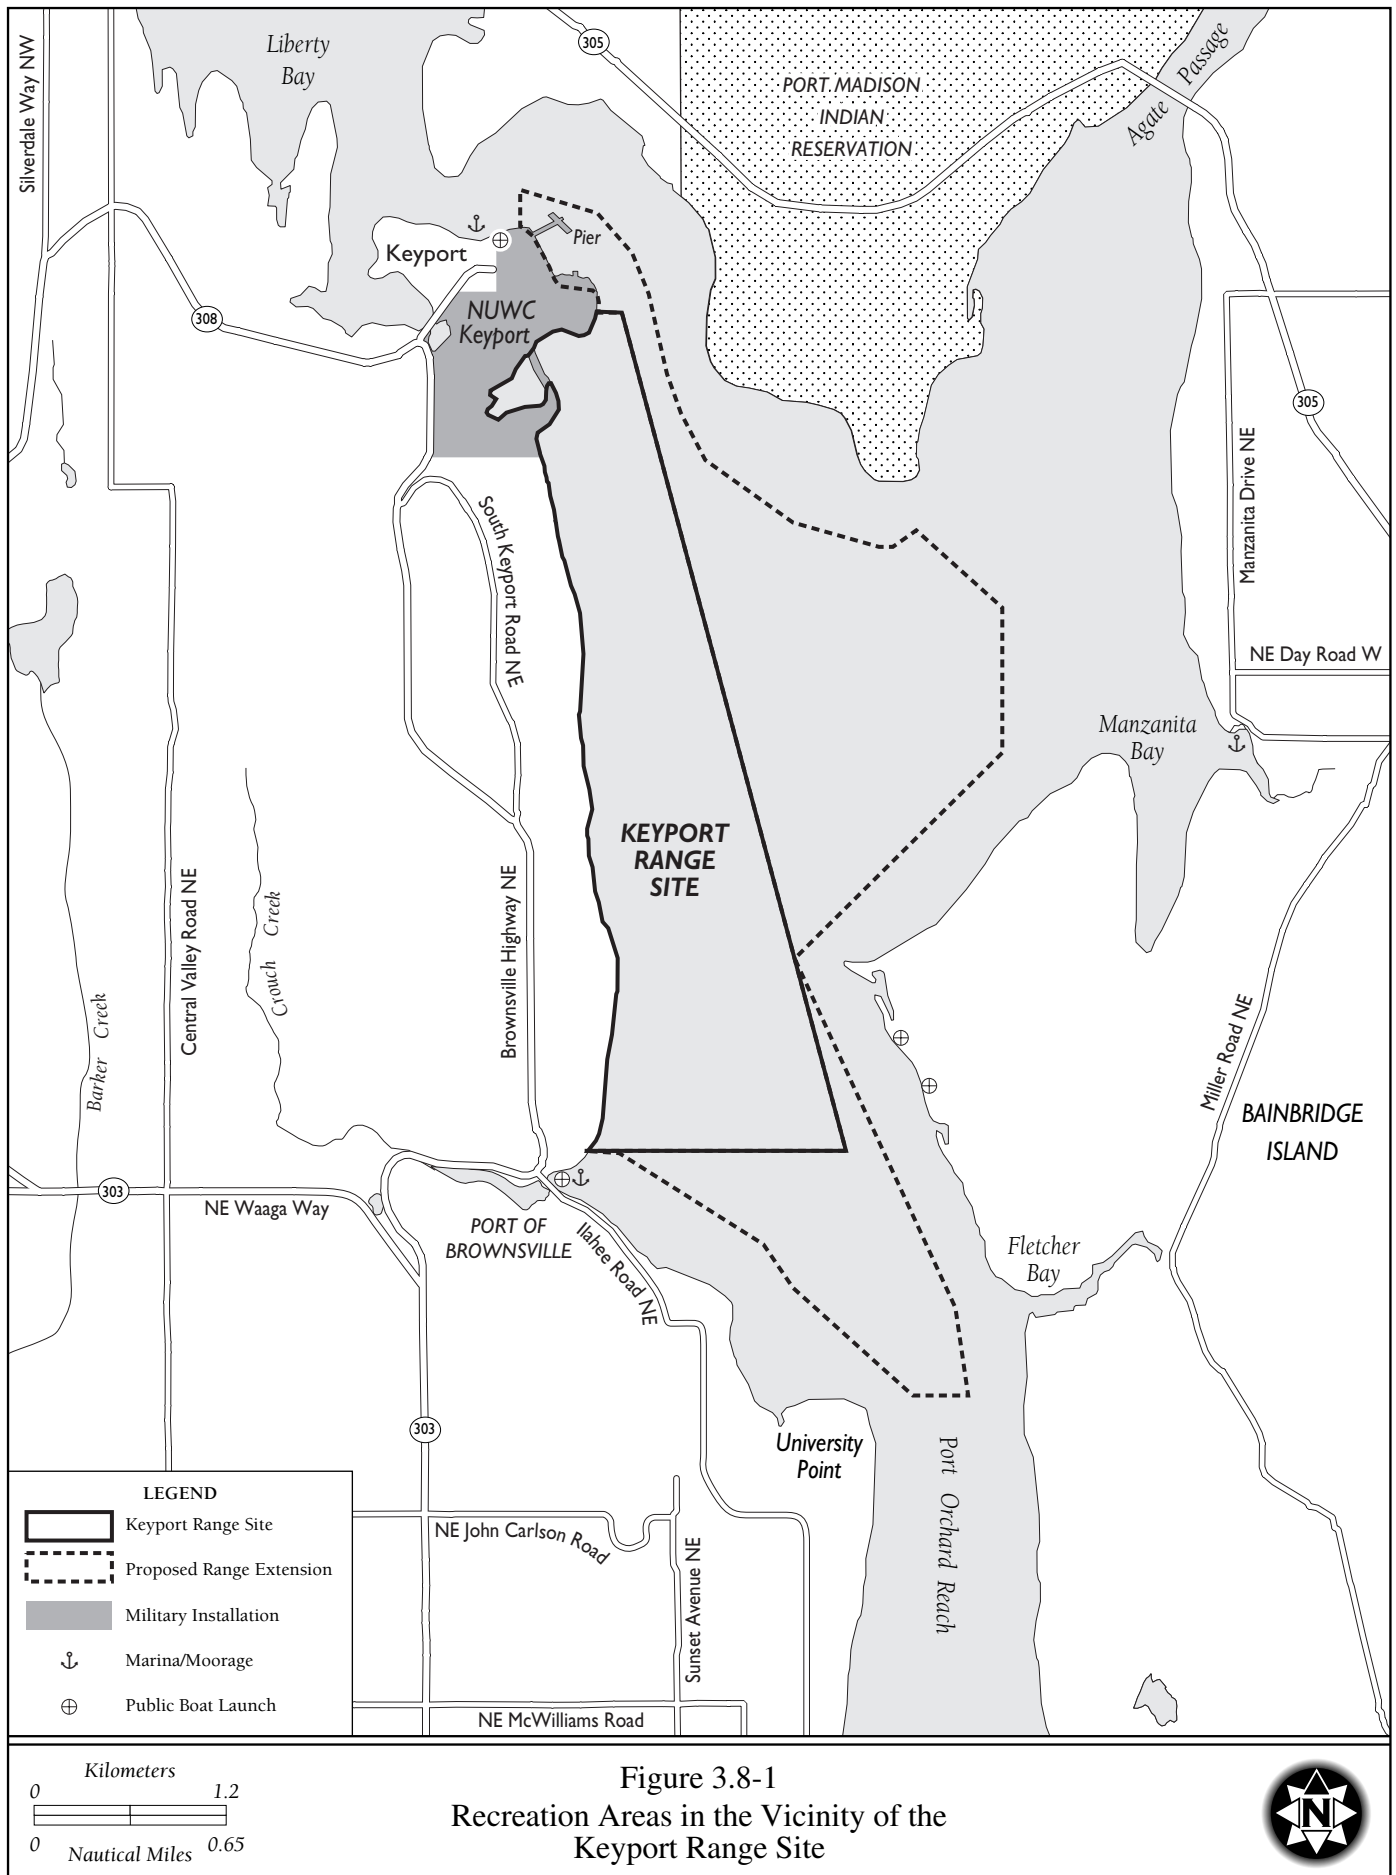 Liberty
Bay
305
Passage
Agate
PORT MADISON
INDIAN
RESERVATION
Silverdale Way NW
Pier
Keyport
NUWC
Keyport
308
305
Manzanita Drive NE
South Keyport Road NE
NE Day Road W
Manzanita
Bay
KEYPORT
RANGE
SITE
Central Valley Road NE
Crouch Creek
Brownsville Highway NE
Barker Creek
Miller Road NE
BAINBRIDGE
ISLAND
303
NE Waaga Way
PORT OF
BROWNSVILLE
Ilahee Road NE
Fletcher
Bay
303
University
Point
Port Orchard Reach
NE John Carlson Road
Sunset Avenue NE
NE McWilliams Road
LEGEND
Keyport Range Site
Proposed Range Extension
Military Installation
Marina/Moorage
Public Boat Launch
Kilometers
0 1.2
0 0.65
Nautical Miles
Figure 3.8-1
Recreation Areas in the Vicinity of the
Keyport Range Site
N